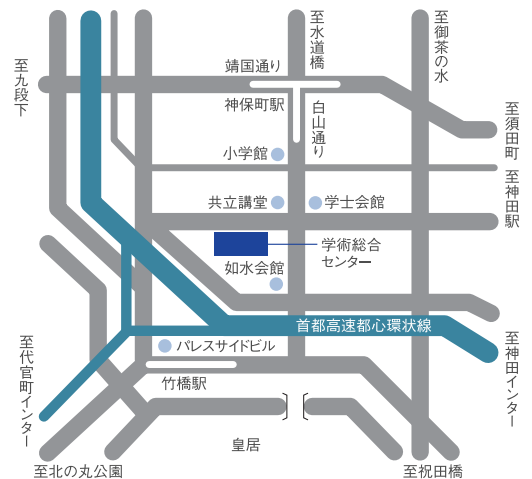 至水道橋
至御茶の水
至九段下
靖国通り
神保町駅
白山通り
至須田町
小学館
至神田駅
共立講堂
学士会館
学術総合
センター
如水会館
首都高速都心環状線
至代官町インター
パレスサイドビル
至神田インター
竹橋駅
皇居
至北の丸公園
至祝田橋